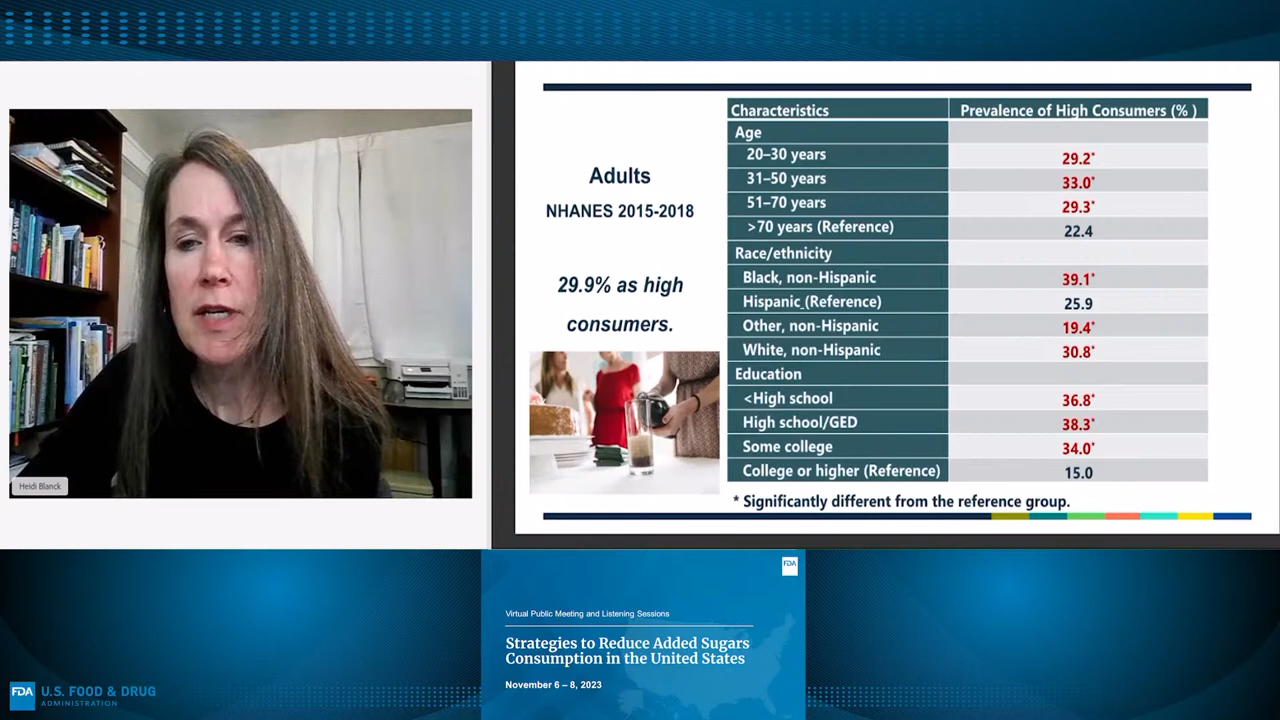 Heidi Blanck
Adults
NHANES 2015-2018
29.9% as high
consumers.
Characteristics Prevalence of High Consumers (% )
Age
20–30 years 29.2*
31–50 years 33.0*
51–70 years 29.3*
>70 years (Reference) 22.4
Race/ethnicity
Black, non-Hispanic 39.1*
Hispanic (Reference) 25.9
Other, non-Hispanic 19.4*
White, non-Hispanic 30.8*
Education
<High school 36.8*
High school/GED 38.3*
Some college 34.0*
College or higher (Reference) 15.0
* Significantly different from the reference group.
FDA
Virtual Public Meeting and Listening Sessions
Strategies to Reduce Added Sugars
Consumption in the United States
November 6 – 8, 2023
FDA U.S. FOOD & DRUG
ADMINISTRATION